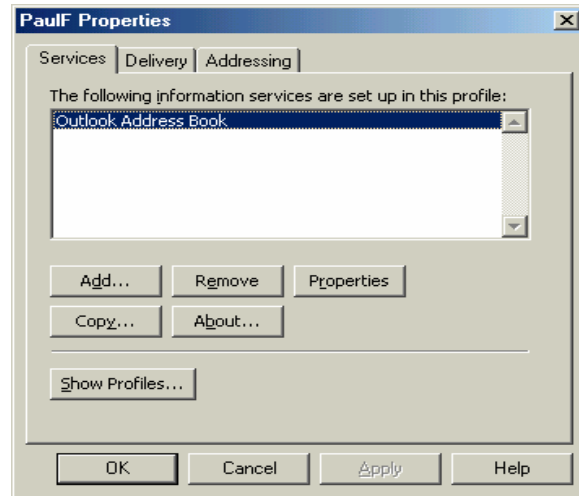 PaulF Properties
Services Delivery Addressing
The following information services are set up in this profile:
Outlook Address Book
Add... Remove Properties
Copy... About...
Show Profiles...
OK Cancel Apply Help